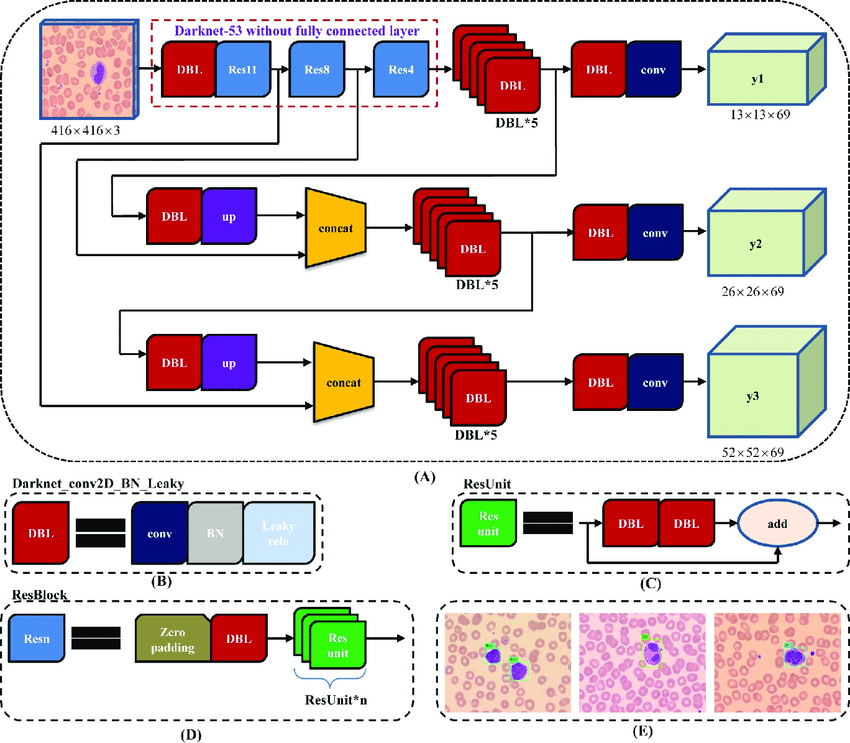 Darknet-53 without fully connected layer
DBL Res11 Res8 Res4 DBL DBL conv y1
416×416×3
DBL*5
13×13×69
DBL up concat DBL DBL conv y2
DBL*5
26×26×69
DBL up concat DBL DBL conv y3
DBL*5
52×52×69
(A)
Darknet_conv2D_BN_Leaky
DBL conv BN Leaky
relu
(B)
ResUnit
Res
unit DBL DBL add
(C)
ResBlock
Resn Zero
padding DBL Res
unit
ResUnit*n
(D)
(E)